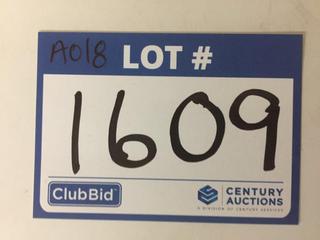 A018 LOT #
1609
ClubBid
CENTURY
AUCTIONS
A DIVISION OF CENTURY SERVICES